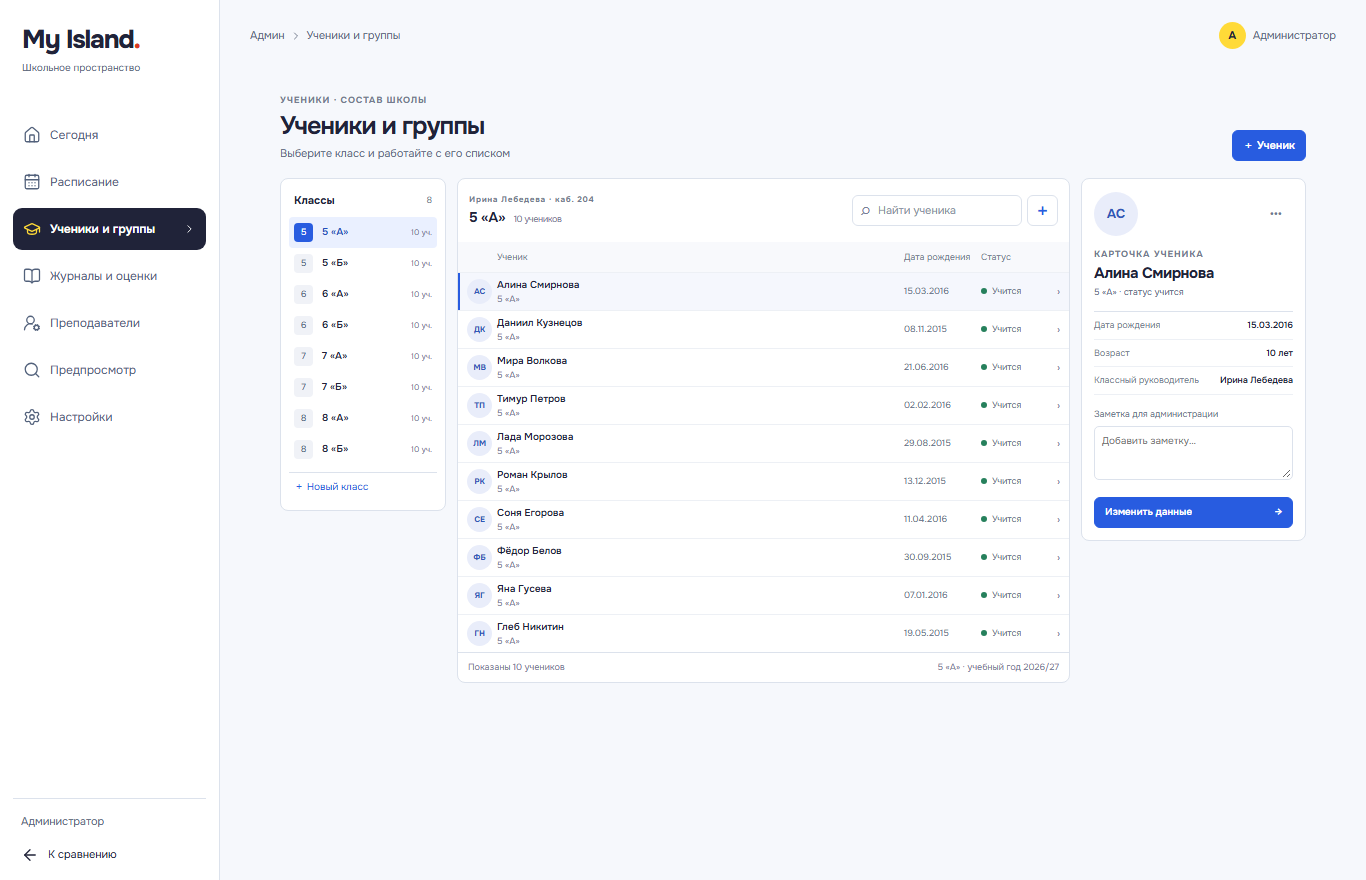 My Island.
Школьное пространство
Сегодня
Расписание
Ученики и группы
Журналы и оценки
Преподаватели
Предпросмотр
Настройки
Администратор
К сравнению
Админ > Ученики и группы
А Администратор
УЧЕНИКИ · СОСТАВ ШКОЛЫ
Ученики и группы
Выберите класс и работайте с его списком
+ Ученик
Классы 8
5 5 «А» 10 уч.
5 5 «Б» 10 уч.
6 6 «А» 10 уч.
6 6 «Б» 10 уч.
7 7 «А» 10 уч.
7 7 «Б» 10 уч.
8 8 «А» 10 уч.
8 8 «Б» 10 уч.
+ Новый класс
Ирина Лебедева · каб. 204
5 «А» 10 учеников
Найти ученика
+
Ученик Дата рождения Статус
АС Алина Смирнова 15.03.2016 Учится ›
5 «А»
ДК Даниил Кузнецов 08.11.2015 Учится ›
5 «А»
МВ Мира Волкова 21.06.2016 Учится ›
5 «А»
ТП Тимур Петров 02.02.2016 Учится ›
5 «А»
ЛМ Лада Морозова 29.08.2015 Учится ›
5 «А»
РК Роман Крылов 13.12.2015 Учится ›
5 «А»
СЕ Соня Егорова 11.04.2016 Учится ›
5 «А»
ФБ Фёдор Белов 30.09.2015 Учится ›
5 «А»
ЯГ Яна Гусева 07.01.2016 Учится ›
5 «А»
ГН Глеб Никитин 19.05.2015 Учится ›
5 «А»
Показаны 10 учеников 5 «А» · учебный год 2026/27
АС •••
КАРТОЧКА УЧЕНИКА
Алина Смирнова
5 «А» · статус учится
Дата рождения 15.03.2016
Возраст 10 лет
Классный руководитель Ирина Лебедева
Заметка для администрации
Добавить заметку...
Изменить данные →